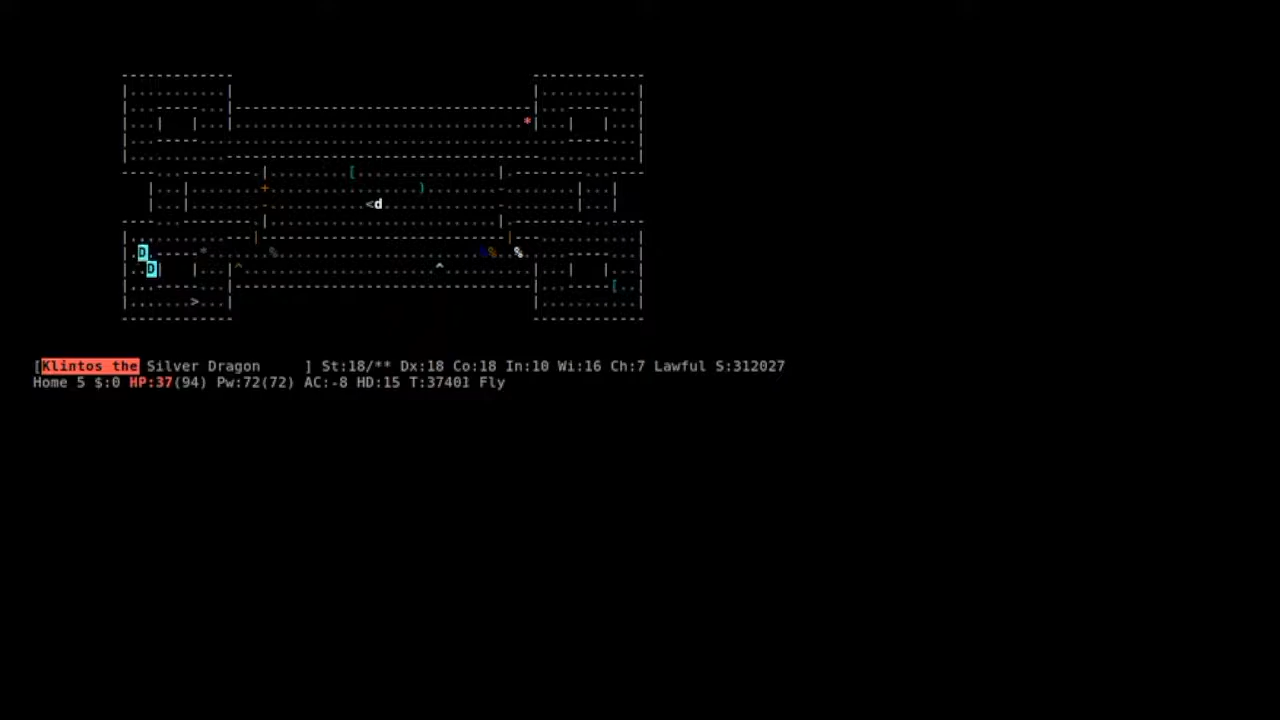 [Klintos the Silver Dragon ] St:18/** Dx:18 Co:18 In:10 Wi:16 Ch:7 Lawful S:312027
Home 5 $:0 HP:37(94) Pw:72(72) AC:-8 HD:15 T:37401 Fly